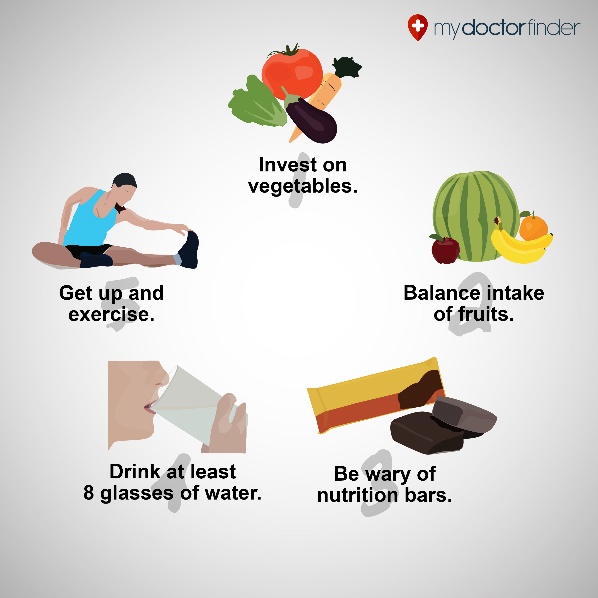 mydoctorfinder
1
Invest on
vegetables.
2
Balance intake
of fruits.
3
Be wary of
nutrition bars.
4
Drink at least
8 glasses of water.
5
Get up and
exercise.